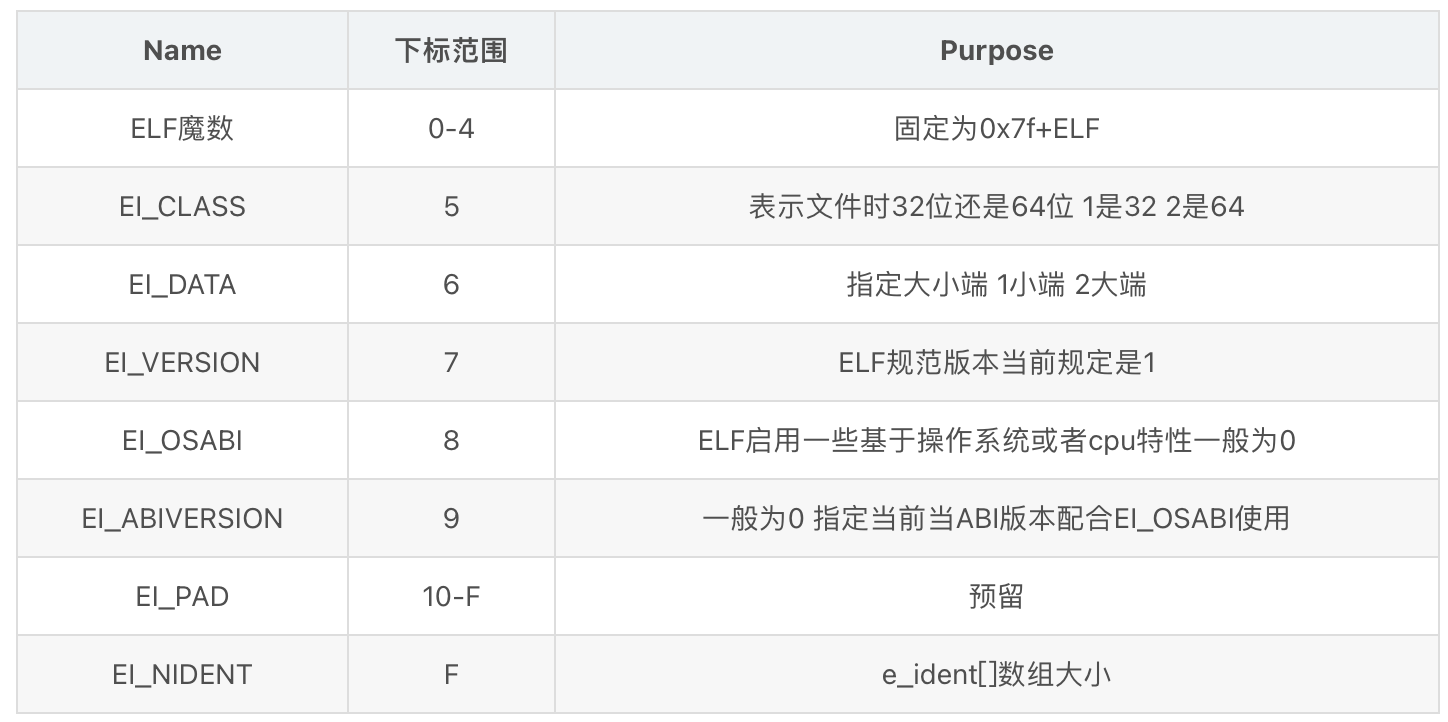 Name 下标范围 Purpose
ELF魔数 0-4 固定为0x7f+ELF
EI_CLASS 5 表示文件时32位还是64位 1是32 2是64
EI_DATA 6 指定大小端 1小端 2大端
EI_VERSION 7 ELF规范版本当前规定是1
EI_OSABI 8 ELF启用一些基于操作系统或者cpu特性一般为0
EI_ABIVERSION 9 一般为0 指定当前当ABI版本配合EI_OSABI使用
EI_PAD 10-F 预留
EI_NIDENT F e_ident[]数组大小